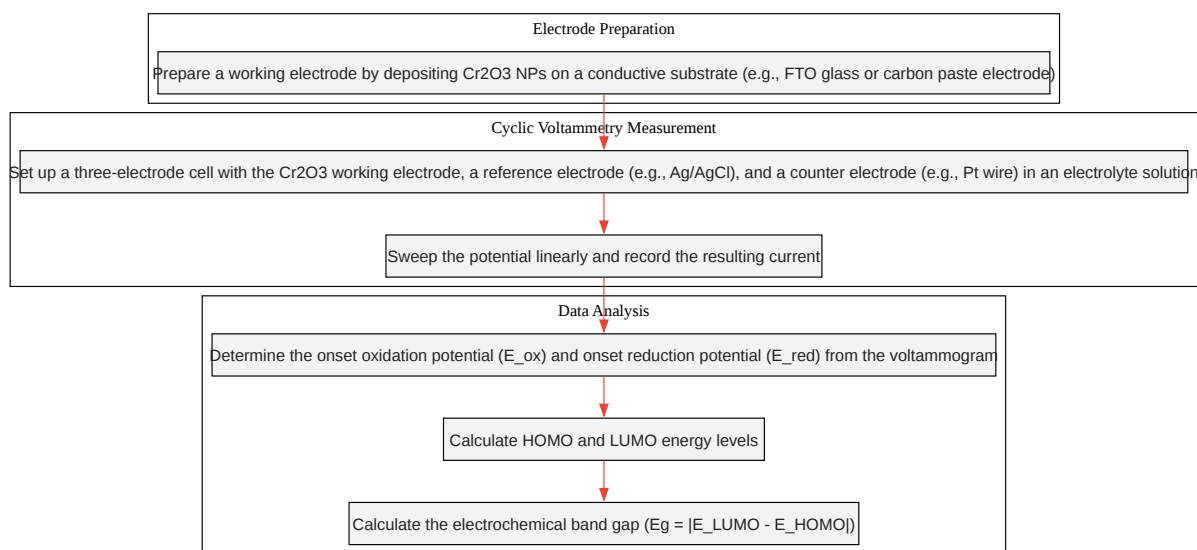 Electrode Preparation
Prepare a working electrode by depositing Cr2O3 NPs on a conductive substrate (e.g., FTO glass or carbon paste electrode)
Cyclic Voltammetry Measurement
Set up a three-electrode cell with the Cr2O3 working electrode, a reference electrode (e.g., Ag/AgCl), and a counter electrode (e.g., Pt wire) in an electrolyte solution
Sweep the potential linearly and record the resulting current
Data Analysis
Determine the onset oxidation potential (E_ox) and onset reduction potential (E_red) from the voltammogram
Calculate HOMO and LUMO energy levels
Calculate the electrochemical band gap (Eg = |E_LUMO - E_HOMO|)